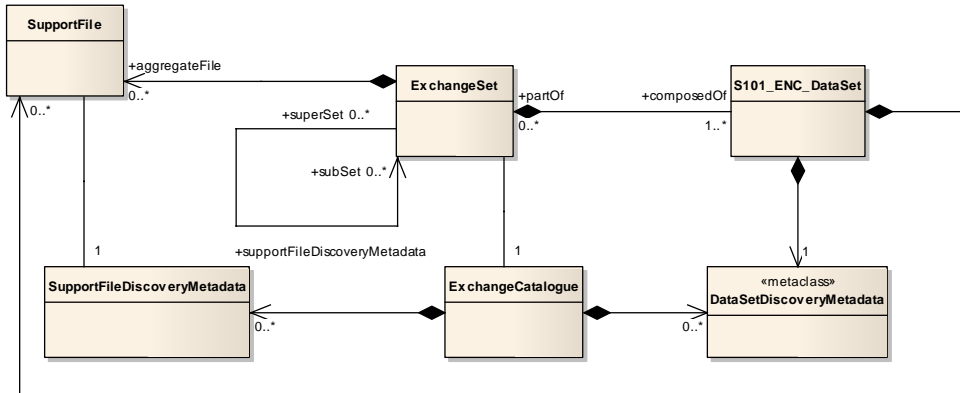 SupportFile
+aggregateFile
0..*
0..*
ExchangeSet
+partOf
0..*
+composedOf
1..*
S101_ENC_DataSet
+superSet 0..*
+subSet 0..*
1
+supportFileDiscoveryMetadata
1
1
SupportFileDiscoveryMetadata
0..*
ExchangeCatalogue
0..*
«metaclass»
DataSetDiscoveryMetadata